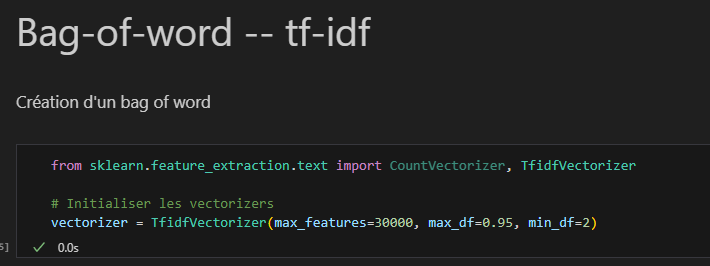 Bag-of-word -- tf-idf
Création d'un bag of word
from sklearn.feature_extraction.text import CountVectorizer, TfidfVectorizer
# Initialiser les vectorizers
vectorizer = TfidfVectorizer(max_features=30000, max_df=0.95, min_df=2)
5]
0.0s